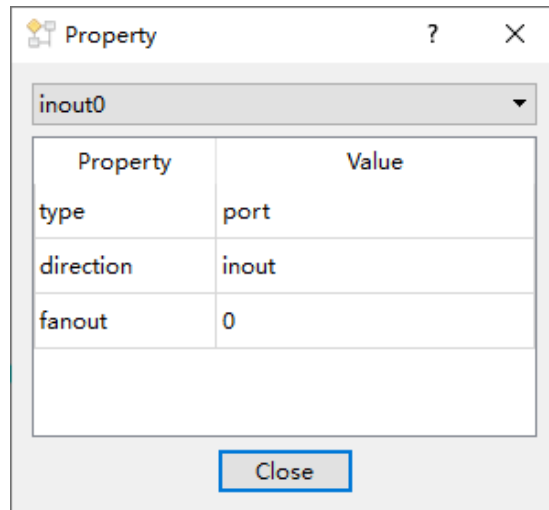 Property ?
inout0
Property Value
type port
direction inout
fanout 0
Close